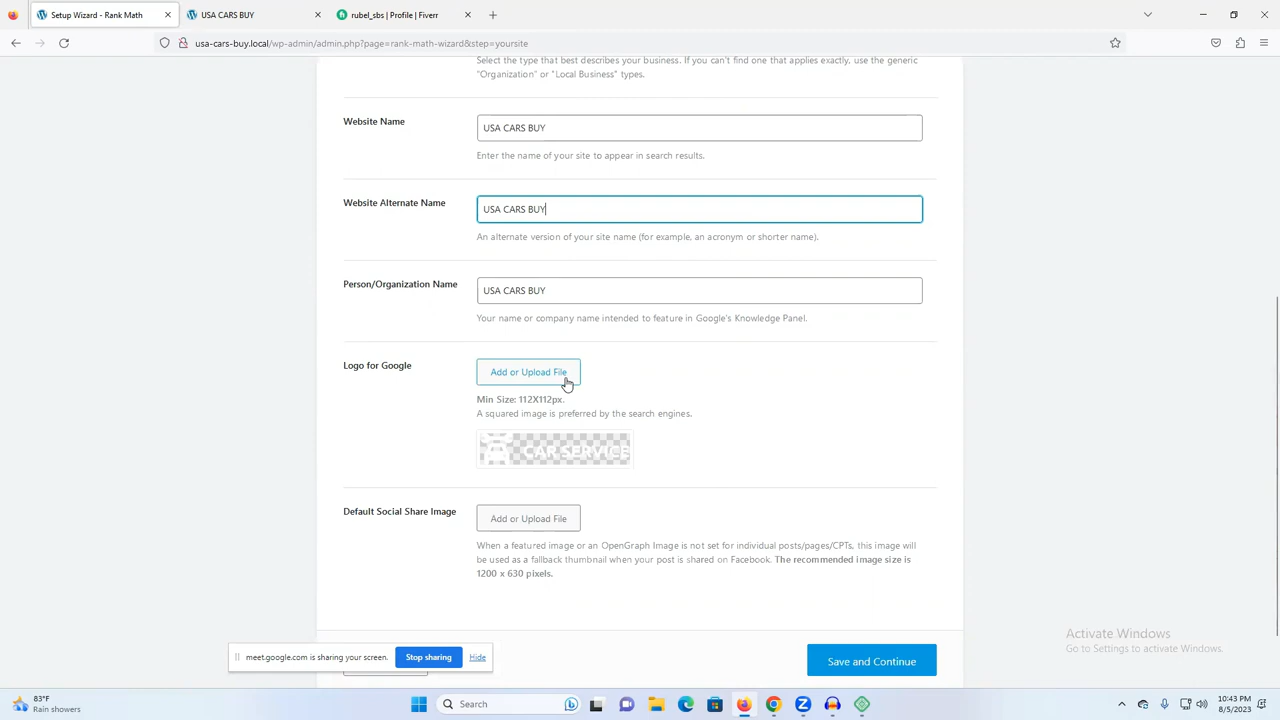 Setup Wizard - Rank Math
USA CARS BUY
rubel_sbs | Profile | Fiverr
usa-cars-buy.local/wp-admin/admin.php?page=rank-math-wizard&step=yoursite
Select the type that best describes your business. If you can't find one that applies exactly, use the generic
"Organization" or "Local Business" types.
Website Name
USA CARS BUY
Enter the name of your site to appear in search results.
Website Alternate Name
USA CARS BUY
An alternate version of your site name (for example, an acronym or shorter name).
Person/Organization Name
USA CARS BUY
Your name or company name intended to feature in Google's Knowledge Panel.
Logo for Google
Add or Upload File
Min Size: 112X112px.
A squared image is preferred by the search engines.
CAR SERVICE
Default Social Share Image
Add or Upload File
When a featured image or an OpenGraph Image is not set for individual posts/pages/CPTs, this image will
be used as a fallback thumbnail when your post is shared on Facebook. The recommended image size is
1200 x 630 pixels.
Activate Windows
Go to Settings to activate Windows.
meet.google.com is sharing your screen.
Stop sharing
Hide
Save and Continue
83°F
Rain showers
Search
10:43 PM
8/5/2023